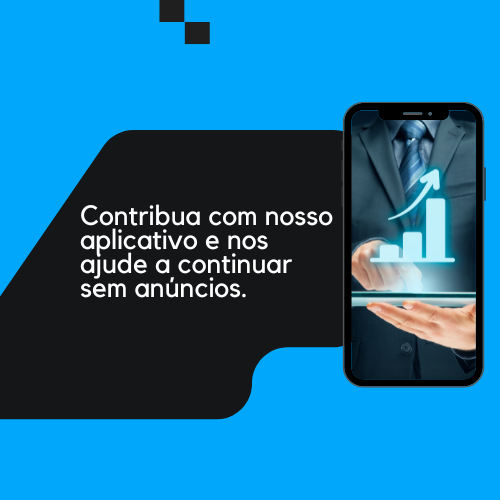 Contribua com nosso
aplicativo e nos
ajude a continuar
sem anúncios.